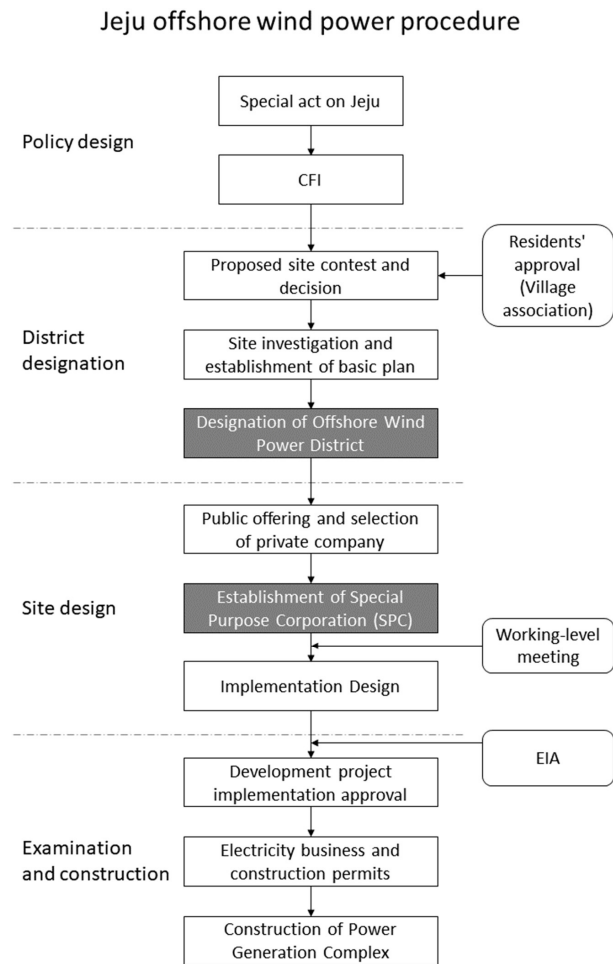 Jeju offshore wind power procedure
Special act on Jeju
Policy design
CFI
Residents'
approval
(Village
association)
Proposed site contest and
decision
District
designation
Site investigation and
establishment of basic plan
Designation of Offshore Wind
Power District
Public offering and selection
of private company
Site design
Establishment of Special
Purpose Corporation (SPC)
Working-level
meeting
Implementation Design
EIA
Development project
implementation approval
Examination
and construction
Electricity business and
construction permits
Construction of Power
Generation Complex